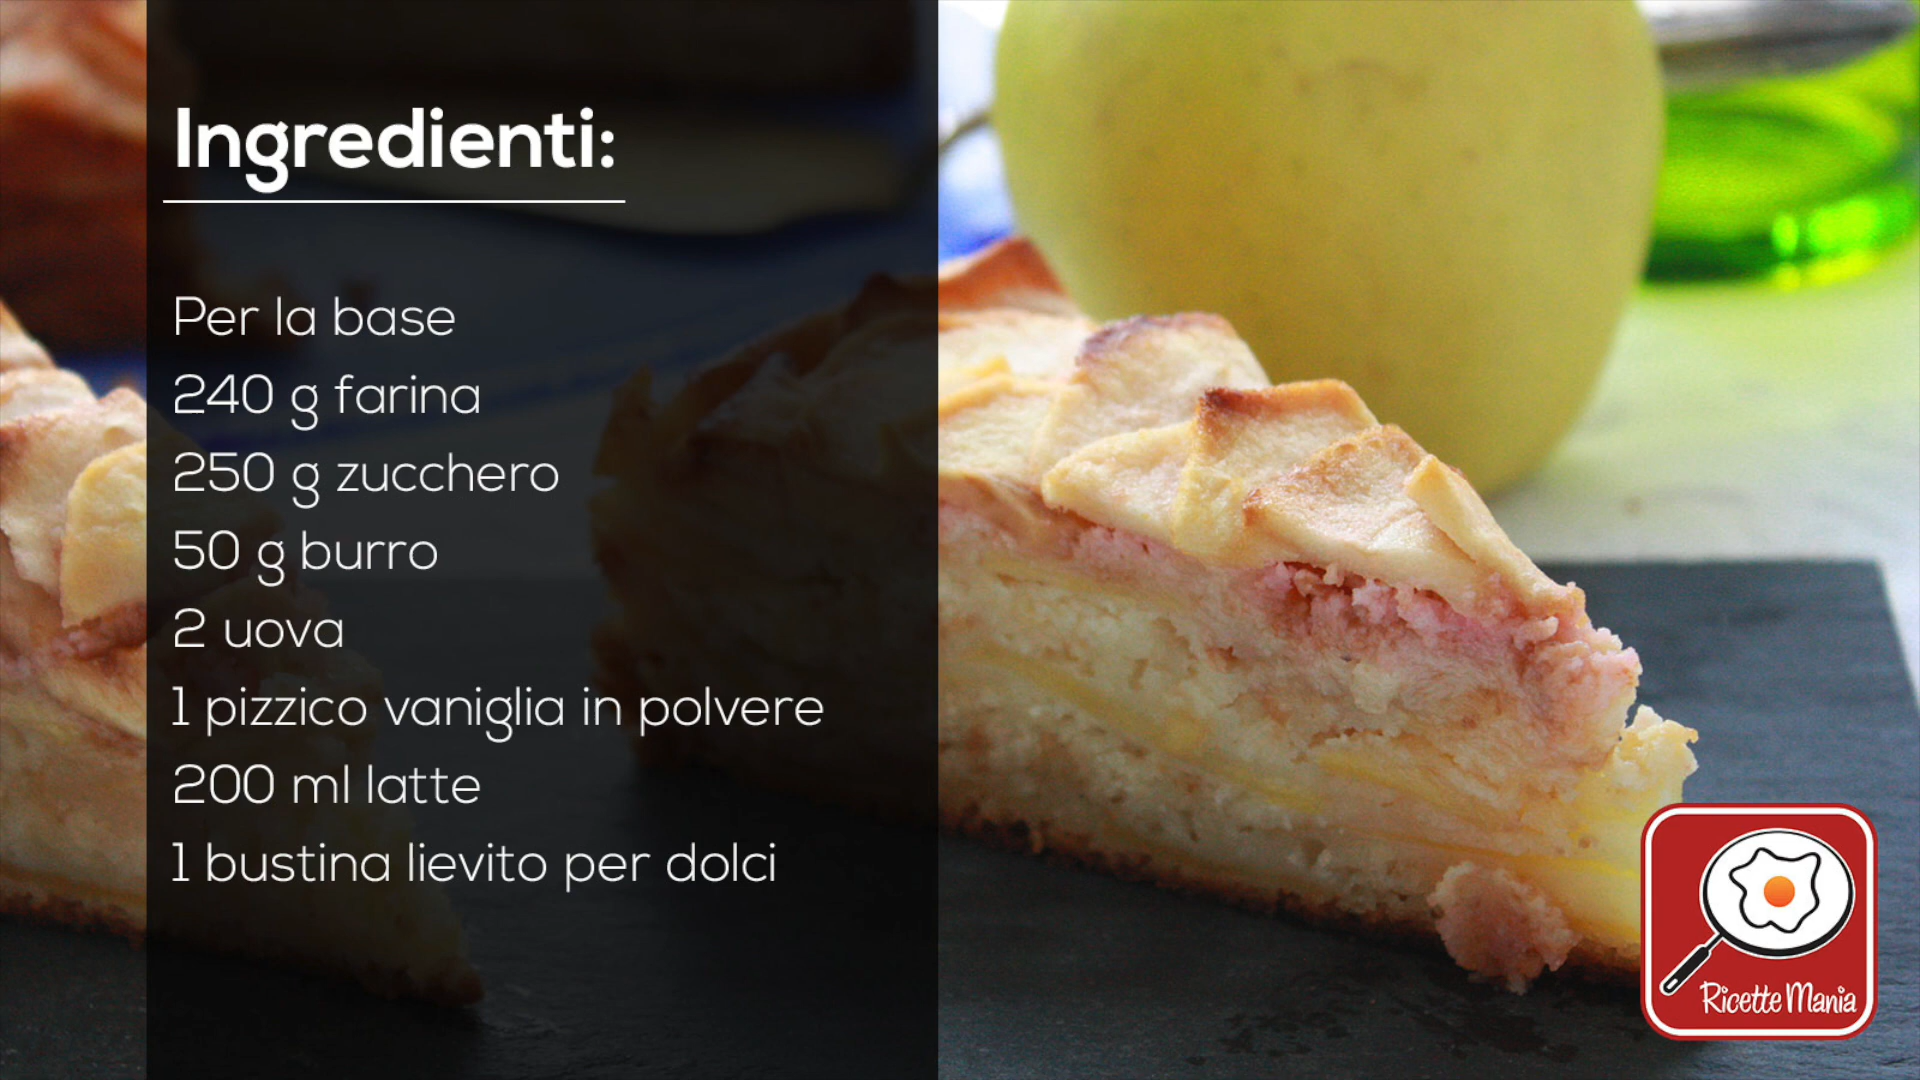 Ingredienti:
Per la base
240 g farina
250 g zucchero
50 g burro
2 uova
1 pizzico vaniglia in polvere
200 ml latte
1 bustina lievito per dolci
Ricette Mania